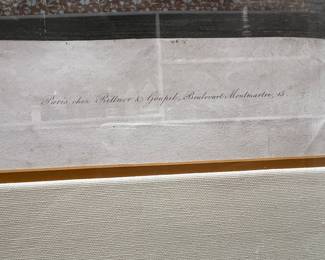 Paris, chez Rittner & Goupil, Boulevart Montmartre, 15.